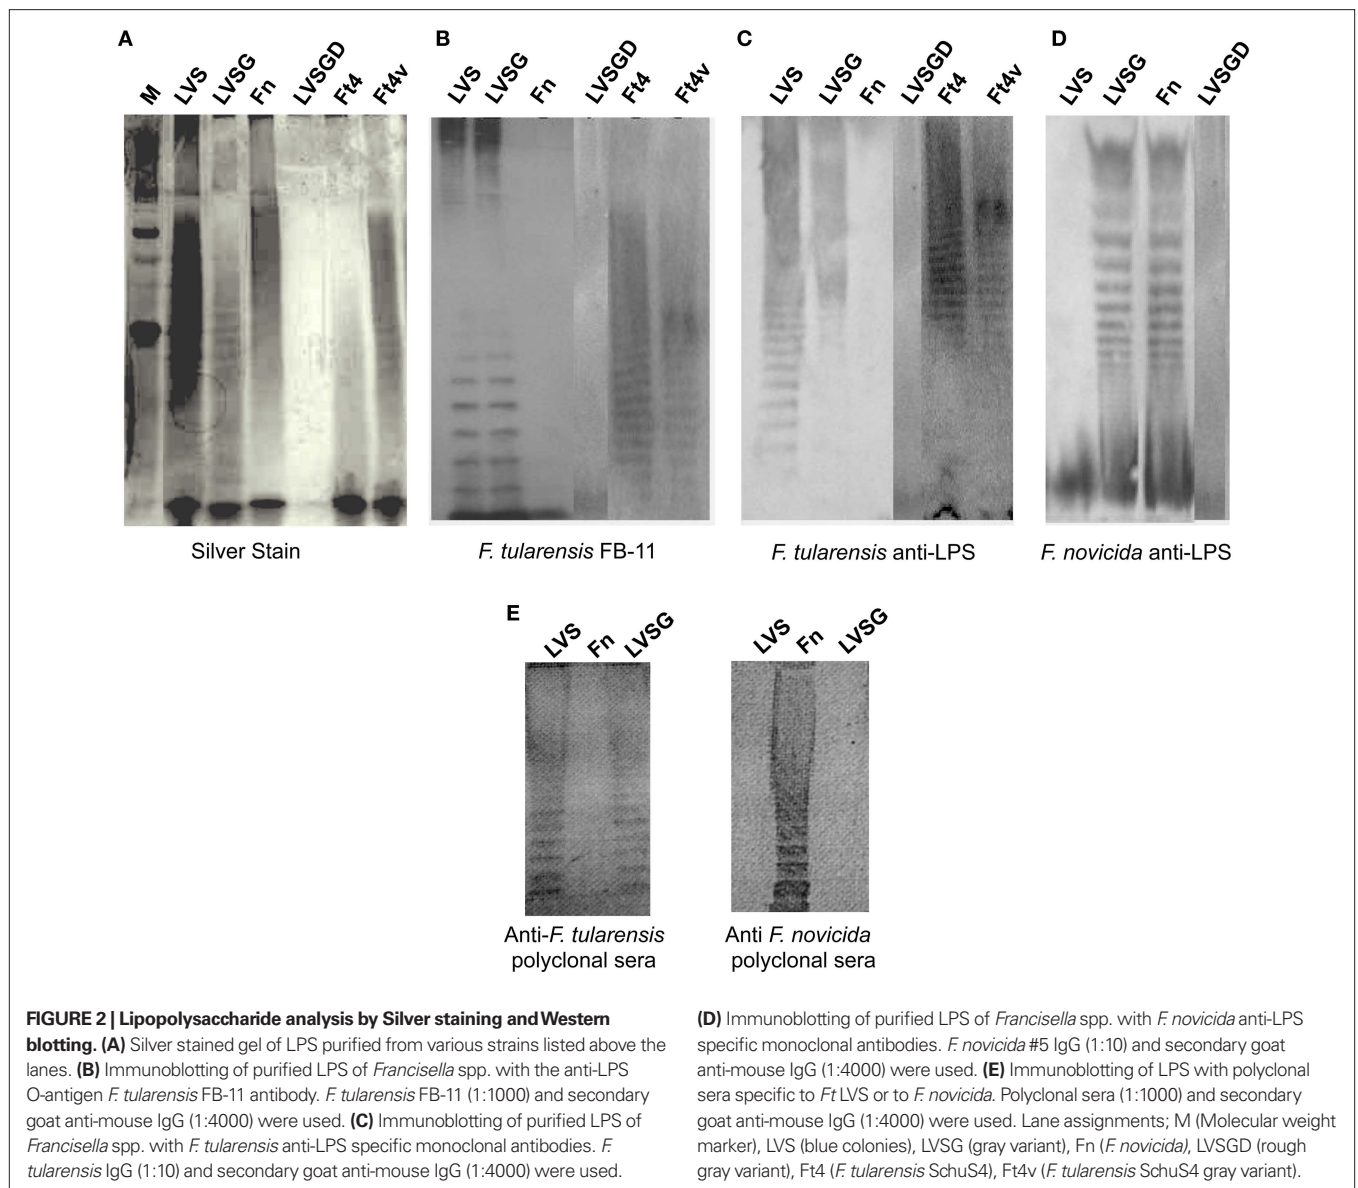 A
M LVS LVSG Fn LVSGD Ft4 Ft4v
Silver Stain
B
LVS LVSG Fn LVSGD Ft4 Ft4v
F. tularensis FB-11
C
LVS LVSG Fn LVSGD Ft4 Ft4v
F. tularensis anti-LPS
D
LVS LVSG Fn LVSGD
F. novicida anti-LPS
E
LVS Fn LVSG
Anti-F. tularensis
polyclonal sera
LVS Fn LVSG
Anti F. novicida
polyclonal sera
FIGURE 2 | Lipopolysaccharide analysis by Silver staining and Western
blotting. (A) Silver stained gel of LPS purified from various strains listed above the
lanes. (B) Immunoblotting of purified LPS of Francisella spp. with the anti-LPS
O-antigen F. tularensis FB-11 antibody. F. tularensis FB-11 (1:1000) and secondary
goat anti-mouse IgG (1:4000) were used. (C) Immunoblotting of purified LPS of
Francisella spp. with F. tularensis anti-LPS specific monoclonal antibodies. F.
tularensis IgG (1:10) and secondary goat anti-mouse IgG (1:4000) were used.
(D) Immunoblotting of purified LPS of Francisella spp. with F. novicida anti-LPS
specific monoclonal antibodies. F. novicida #5 IgG (1:10) and secondary goat
anti-mouse IgG (1:4000) were used. (E) Immunoblotting of LPS with polyclonal
sera specific to Ft LVS or to F. novicida. Polyclonal sera (1:1000) and secondary
goat anti-mouse IgG (1:4000) were used. Lane assignments; M (Molecular weight
marker), LVS (blue colonies), LVSG (gray variant), Fn (F. novicida), LVSGD (rough
gray variant), Ft4 (F. tularensis SchuS4), Ft4v (F. tularensis SchuS4 gray variant).